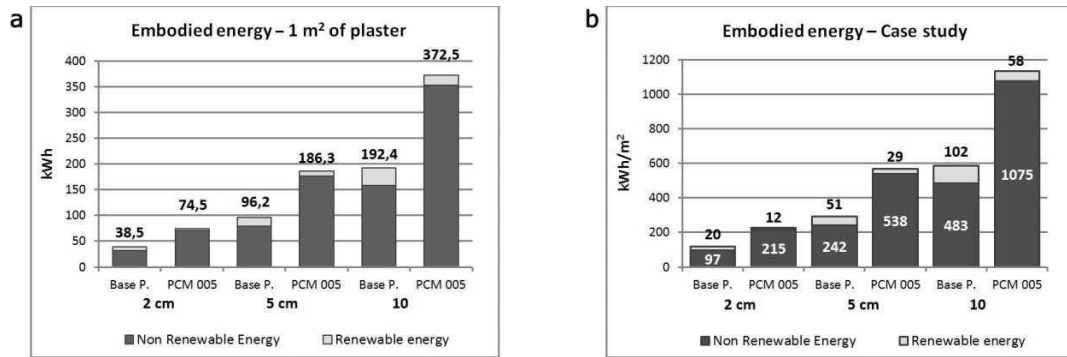 a
Embodied energy – 1 m² of plaster
kWh
400
350
300
250
200
150
100
50
0
38,5
74,5
96,2
186,3
192,4
372,5
Base P. PCM 005 Base P. PCM 005 Base P. PCM 005
2 cm 5 cm 10
Non Renewable Energy Renewable energy
b
Embodied energy – Case study
kWh/m²
1200
1000
800
600
400
200
0
20
97
12
215
51
242
29
538
102
483
58
1075
Base P. PCM 005 Base P. PCM 005 Base P. PCM 005
2 cm 5 cm 10
Non Renewable Energy Renewable energy